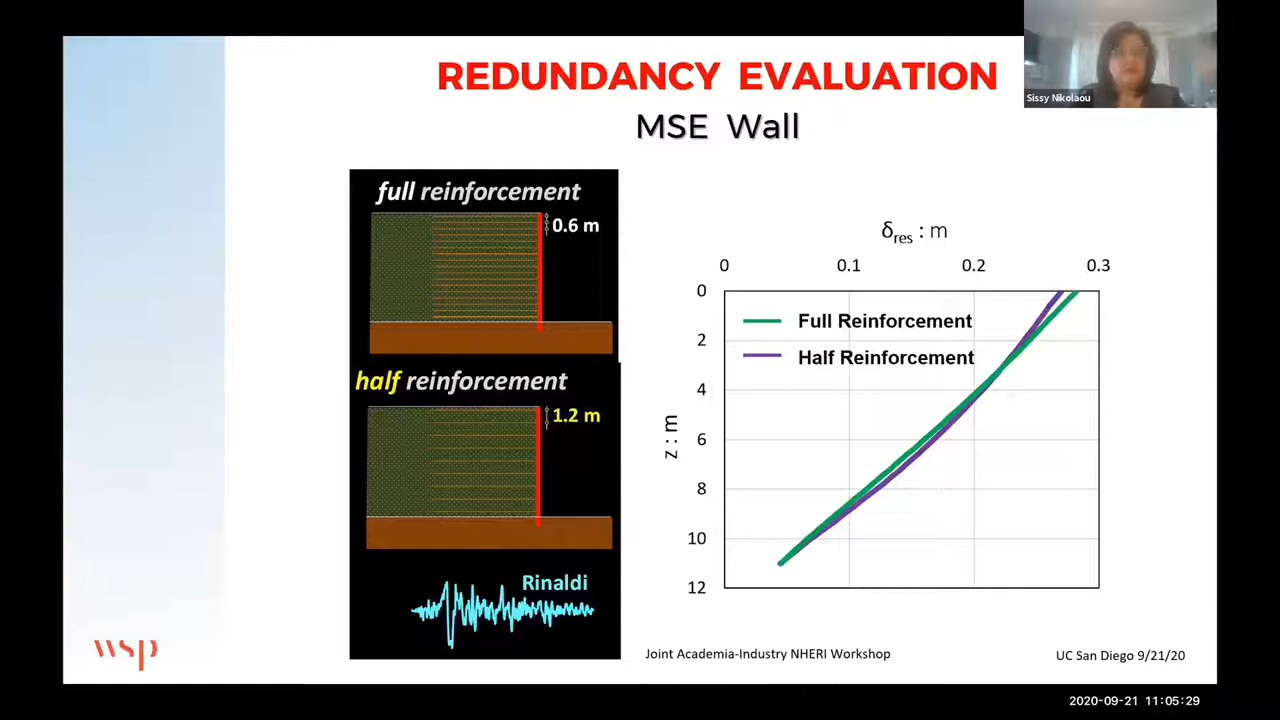 REDUNDANCY EVALUATION
MSE Wall
Sissy Nikolaou
full reinforcement
0.6 m
half reinforcement
1.2 m
Rinaldi
δres : m
0 0.1 0.2 0.3
0
2
4
6
8
10
12
z : m
Full Reinforcement
Half Reinforcement
wsp
Joint Academia-Industry NHERI Workshop
UC San Diego 9/21/20
2020-09-21 11:05:29